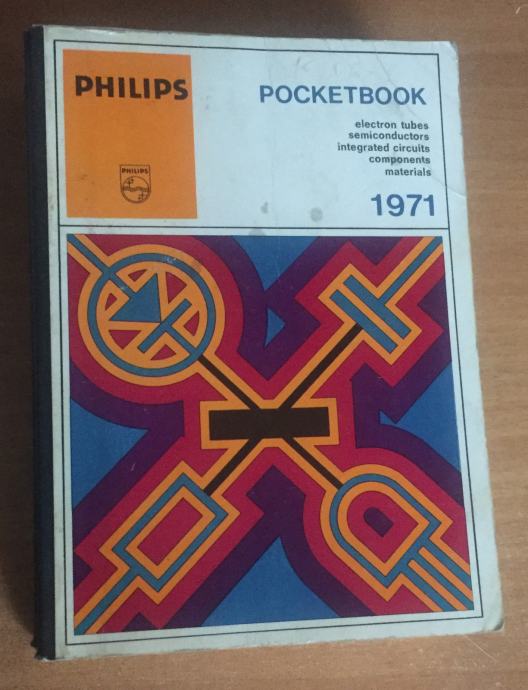 PHILIPS
PHILIPS
POCKETBOOK
electron tubes
semiconductors
integrated circuits
components
materials
1971